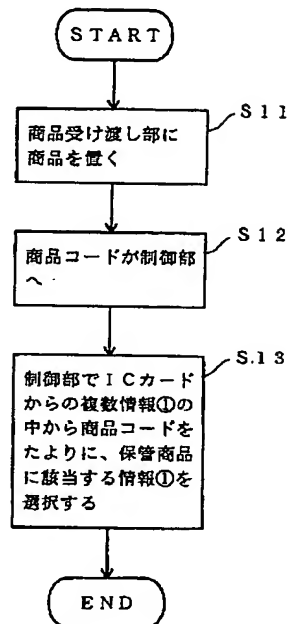 START
S11
商品受け渡し部に
商品を置く
S12
商品コードが制御部
へ
S.13
制御部でICカード
からの複数情報①の
中から商品コードを
たよりに、保管商品
に該当する情報①を
選択する
END